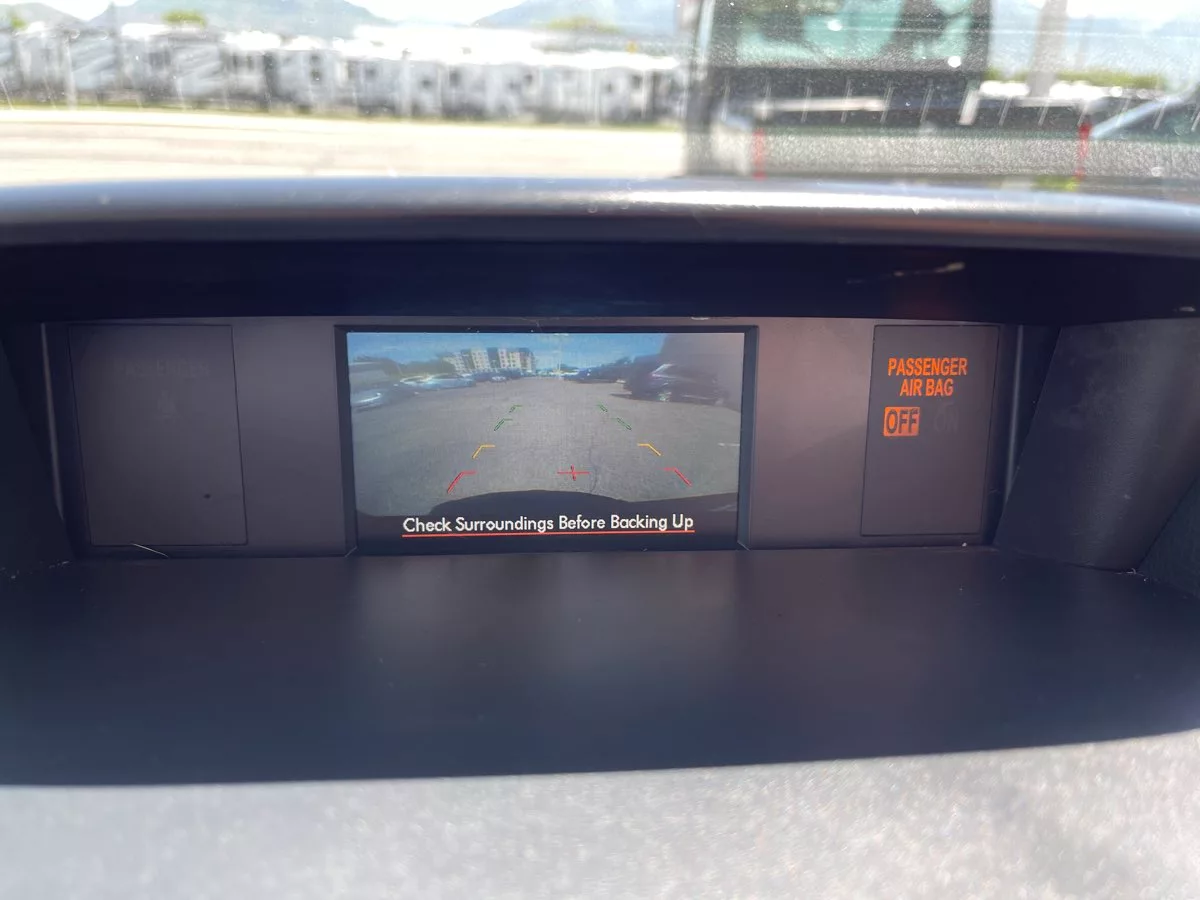 Check Surroundings Before Backing Up
PASSENGER
AIR BAG
OFF